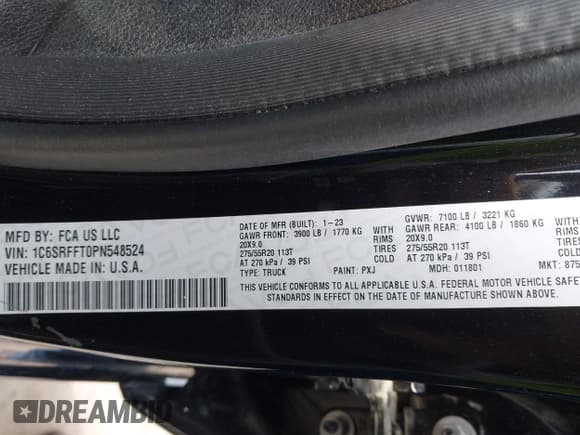 MFD BY: FCA US LLC
VIN: 1C6SRFFT0PN548524
VEHICLE MADE IN: U.S.A.
DATE OF MFR (BUILT): 1-23
GAWR FRONT: 3900 LB / 1770 KG WITH
20X9.0 RIMS
275/55R20 113T TIRES
AT 270 kPa / 39 PSI COLD
TYPE: TRUCK PAINT: PXJ
GVWR: 7100 LB / 3221 KG
GAWR REAR: 4100 LB / 1860 KG WITH
20X9.0 RIMS
275/55R20 113T TIRES
AT 270 kPa / 39 PSI COLD
MDH: 011801 MKT: 875
THIS VEHICLE CONFORMS TO ALL APPLICABLE U.S.A. FEDERAL MOTOR VEHICLE SAFET
STANDARDS IN EFFECT ON THE DATE OF MANUFACTURE SHOWN ABOVE.
DREAMBID